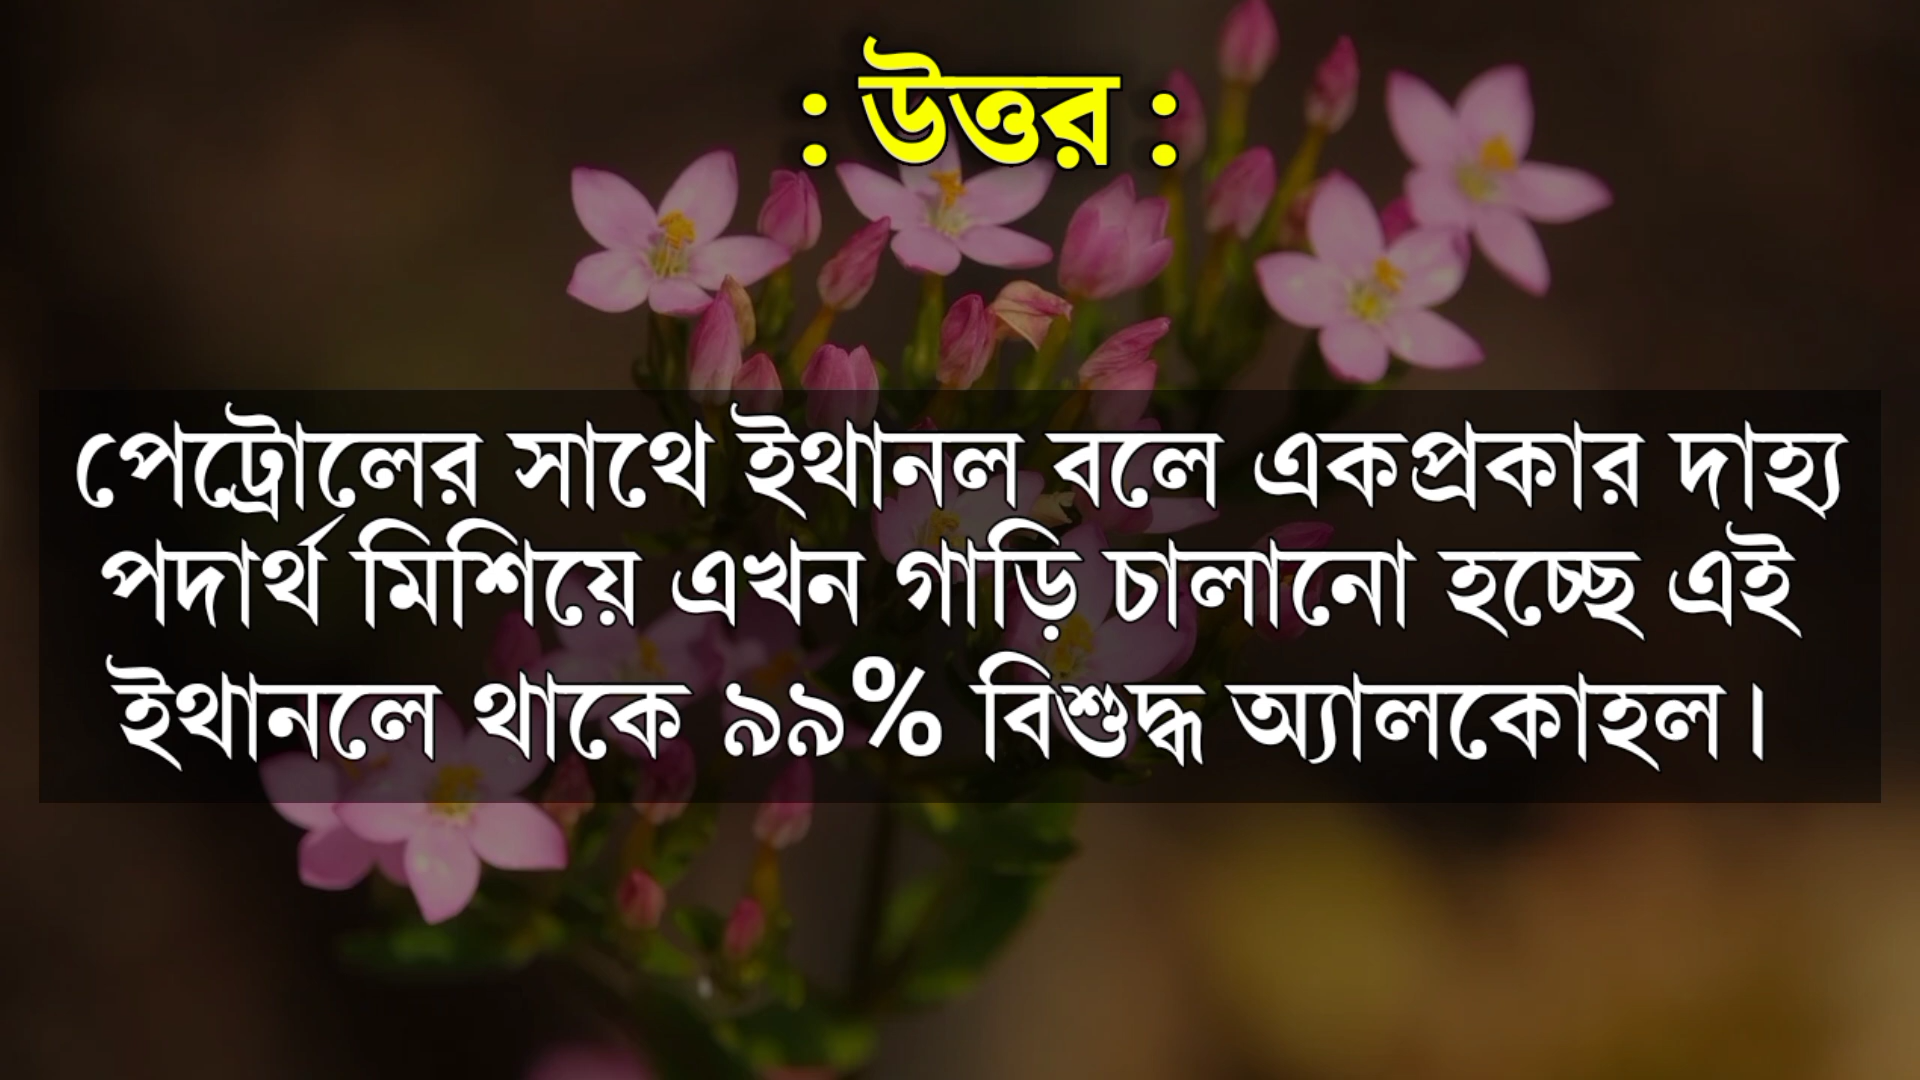 : উত্তর :
পেট্রোলের সাথে ইথানল বলে একপ্রকার দাহ্য
পদার্থ মিশিয়ে এখন গাড়ি চালানো হচ্ছে এই
ইথানলে থাকে ৯৯% বিশুদ্ধ অ্যালকোহল।